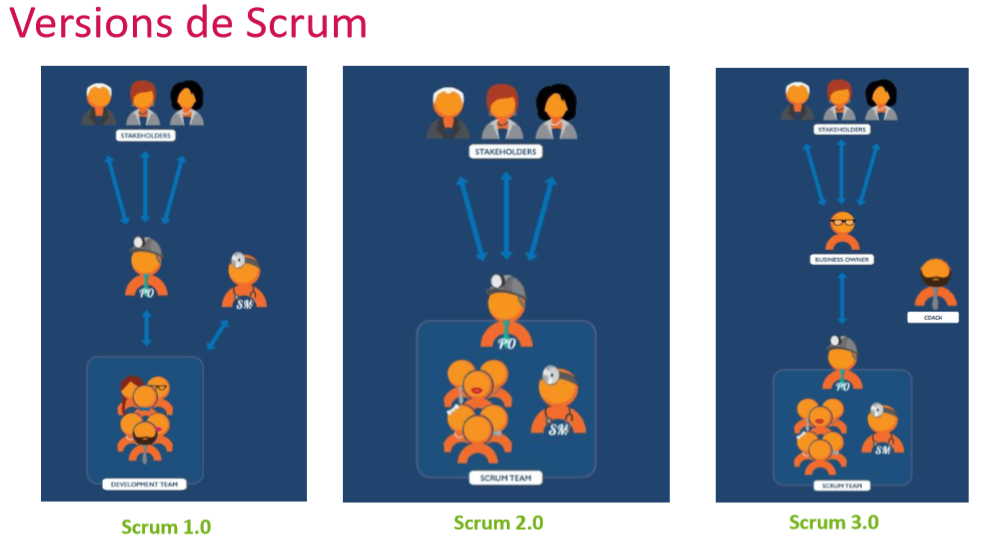 Versions de Scrum
STAKEHOLDERS
PO
SM
DEVELOPMENT TEAM
Scrum 1.0
STAKEHOLDERS
PO
SM
SCRUM TEAM
Scrum 2.0
STAKEHOLDERS
BUSINESS OWNER
COACH
PO
SM
SCRUM TEAM
Scrum 3.0